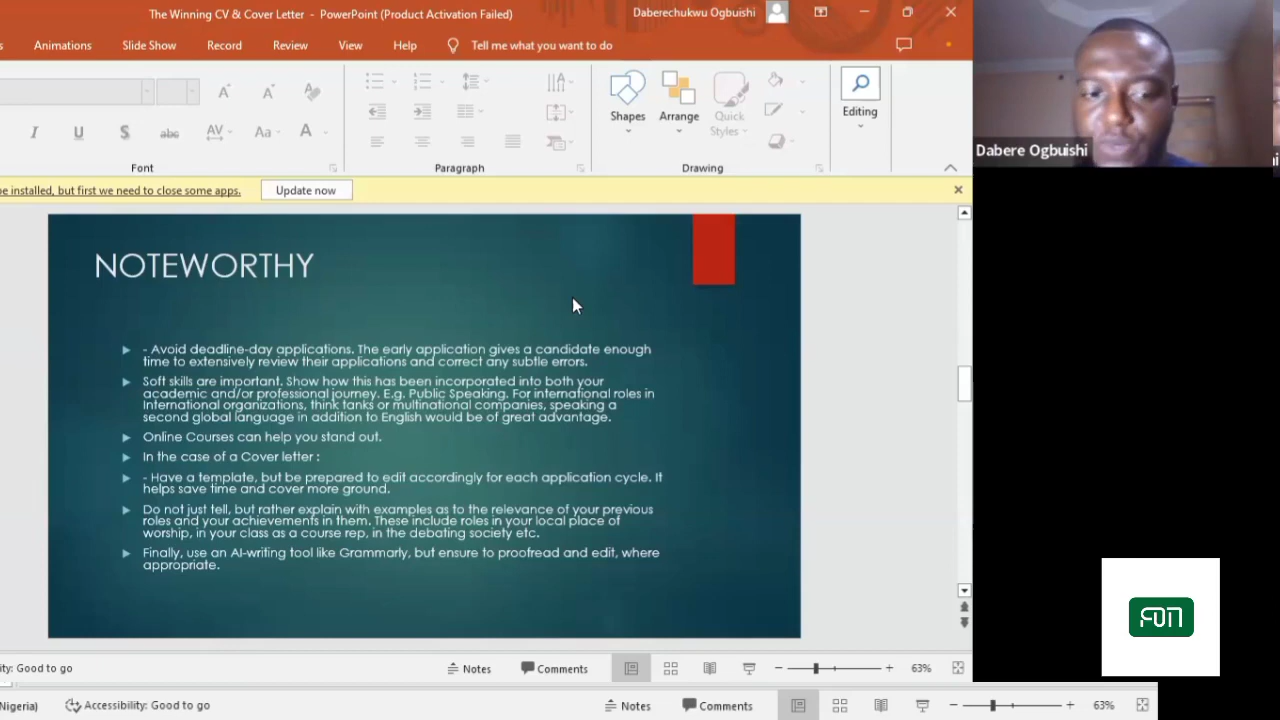 The Winning CV & Cover Letter - PowerPoint (Product Activation Failed)
Daberechukwu Ogbuishi
Animations
Slide Show
Record
Review
View
Help
Tell me what you want to do
Font
Paragraph
Shapes
Arrange
Quick
Styles
Drawing
Editing
be installed, but first we need to close some apps.
Update now
Dabere Ogbuishi
NOTEWORTHY
- Avoid deadline-day applications. The early application gives a candidate enough
time to extensively review their applications and correct any subtle errors.
Soft skills are important. Show how this has been incorporated into both your
academic and/or professional journey. E.g. Public Speaking. For international roles in
International organizations, think tanks or multinational companies, speaking a
second global language in addition to English would be of great advantage.
Online Courses can help you stand out.
In the case of a Cover letter :
- Have a template, but be prepared to edit accordingly for each application cycle. It
helps save time and cover more ground.
Do not just tell, but rather explain with examples as to the relevance of your previous
roles and your achievements in them. These include roles in your local place of
worship, in your class as a course rep, in the debating society etc.
Finally, use an AI-writing tool like Grammarly, but ensure to proofread and edit, where
appropriate.
ity: Good to go
Notes
Comments
63%
Nigeria)
Accessibility: Good to go
Notes
Comments
63%